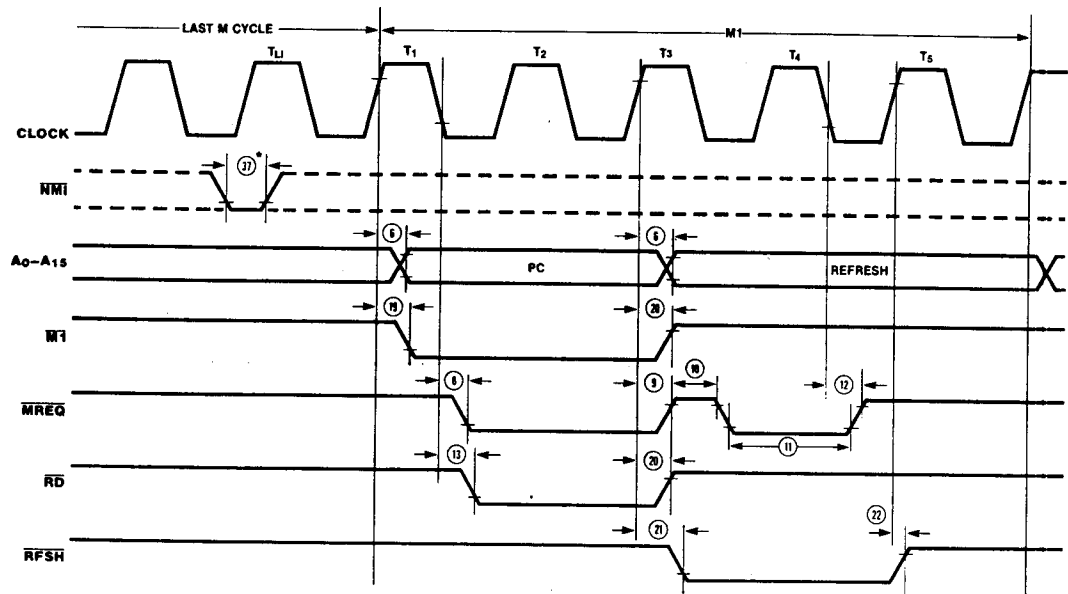 LAST M CYCLE M1
TLI T1 T2 T3 T4 T5
CLOCK
37*
NMI
6 6
A0–A15 PC REFRESH
19 20
M1
8 9 10 12
MREQ
11
13 20
RD
21 22
RFSH